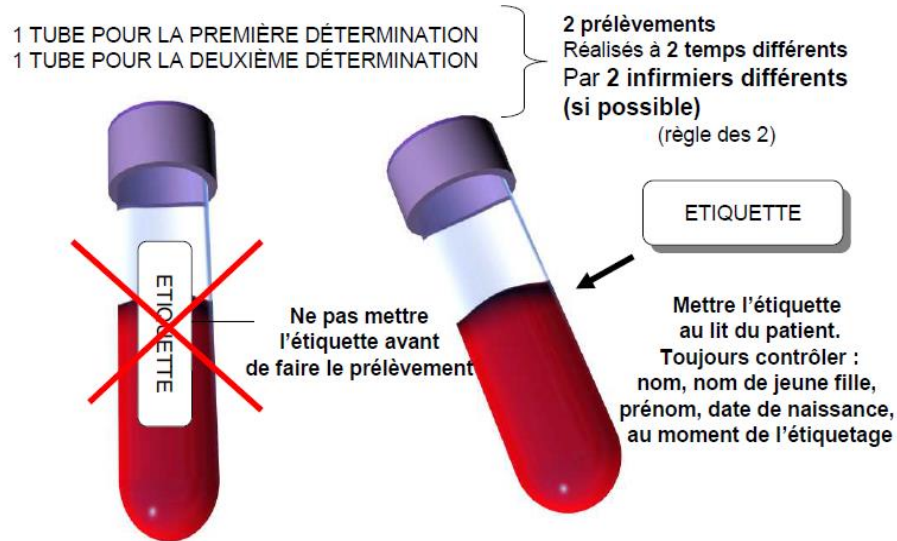 1 TUBE POUR LA PREMIÈRE DÉTERMINATION
1 TUBE POUR LA DEUXIÈME DÉTERMINATION
2 prélèvements
Réalisés à 2 temps différents
Par 2 infirmiers différents
(si possible)
(règle des 2)
ETIQUETTE
Ne pas mettre
l'étiquette avant
de faire le prélèvement
ETIQUETTE
Mettre l'étiquette
au lit du patient.
Toujours contrôler :
nom, nom de jeune fille,
prénom, date de naissance,
au moment de l'étiquetage